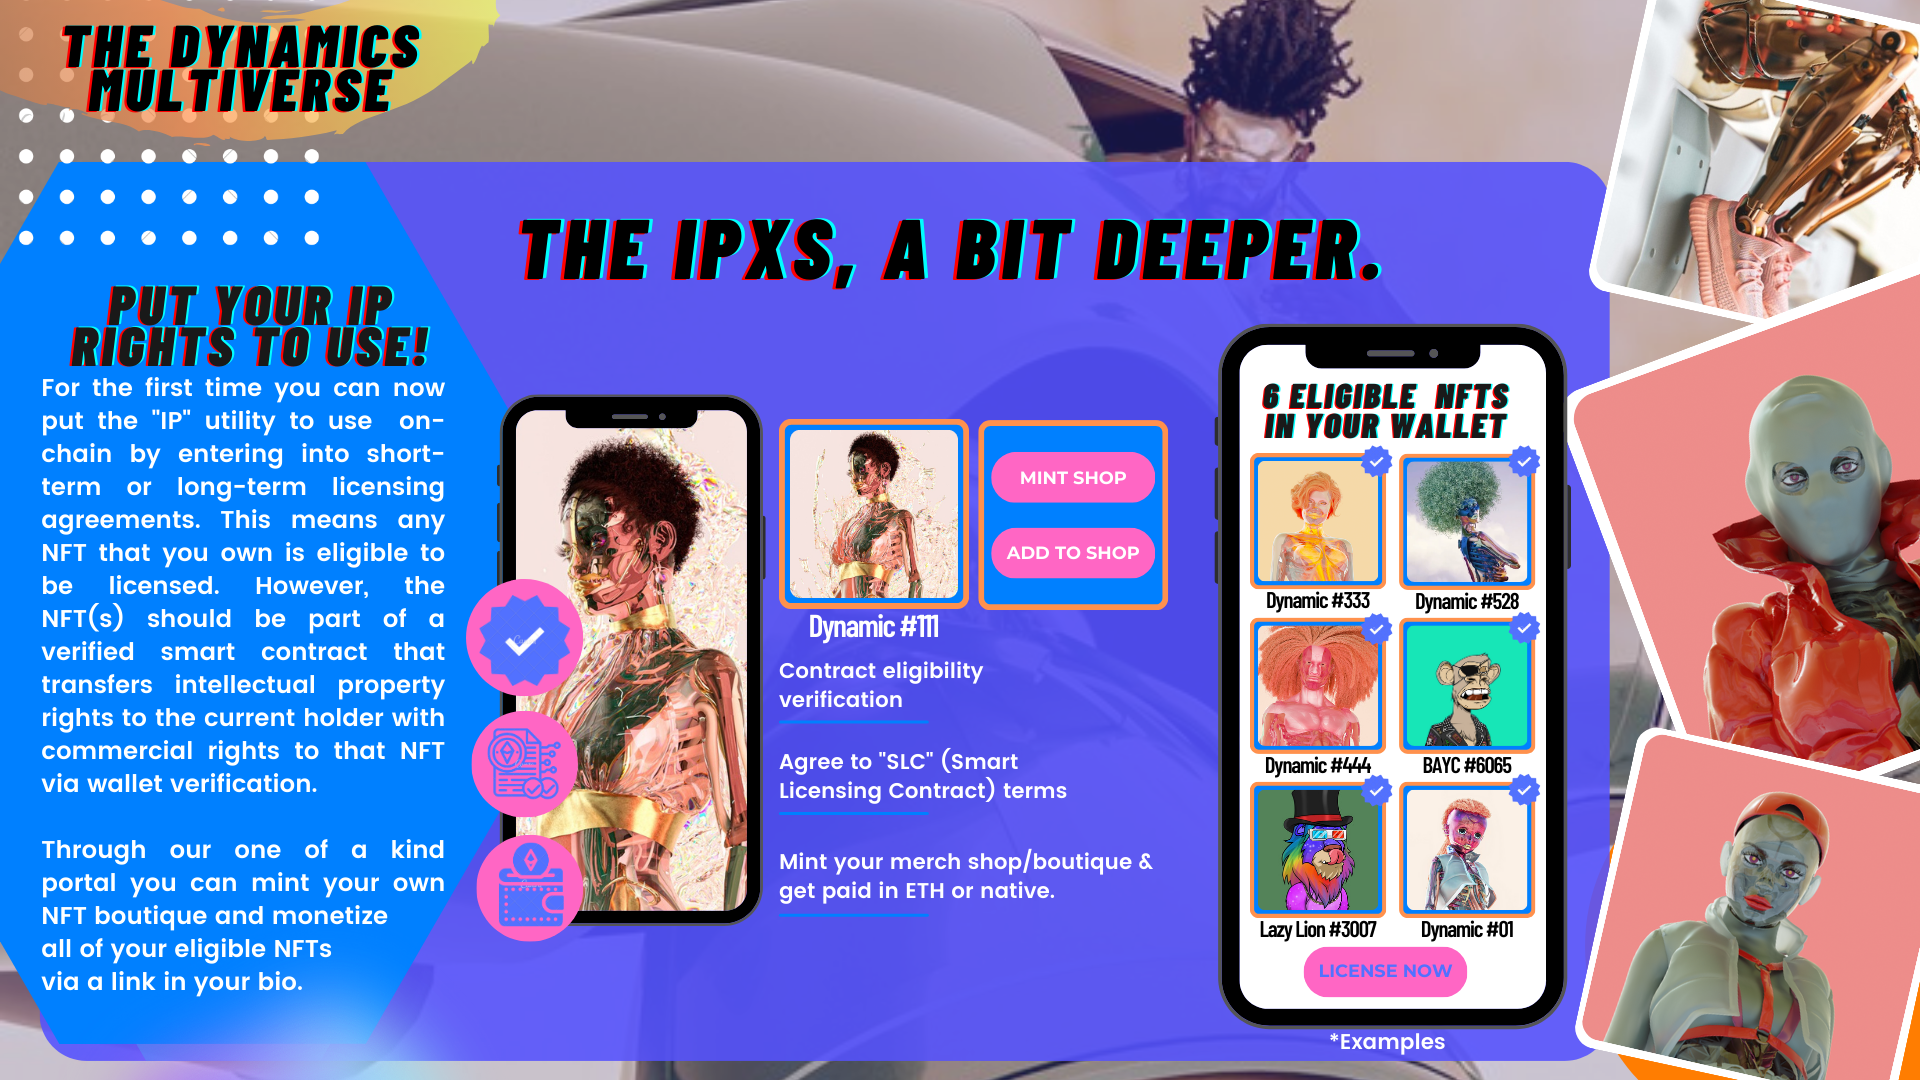 THE DYNAMICS
MULTIVERSE
THE IPXS, A BIT DEEPER.
PUT YOUR IP
RIGHTS TO USE!
For the first time you can now
put the "IP" utility to use on-
chain by entering into short-
term or long-term licensing
agreements. This means any
NFT that you own is eligible to
be licensed. However, the
NFT(s) should be part of a
verified smart contract that
transfers intellectual property
rights to the current holder with
commercial rights to that NFT
via wallet verification.
Through our one of a kind
portal you can mint your own
NFT boutique and monetize
all of your eligible NFTs
via a link in your bio.
MINT SHOP
ADD TO SHOP
Dynamic #111
Contract eligibility
verification
Agree to "SLC" (Smart
Licensing Contract) terms
Mint your merch shop/boutique &
get paid in ETH or native.
6 ELIGIBLE NFTS
IN YOUR WALLET
Dynamic #333
Dynamic #528
Dynamic #444
BAYC #6065
Lazy Lion #3007
Dynamic #01
LICENSE NOW
*Examples